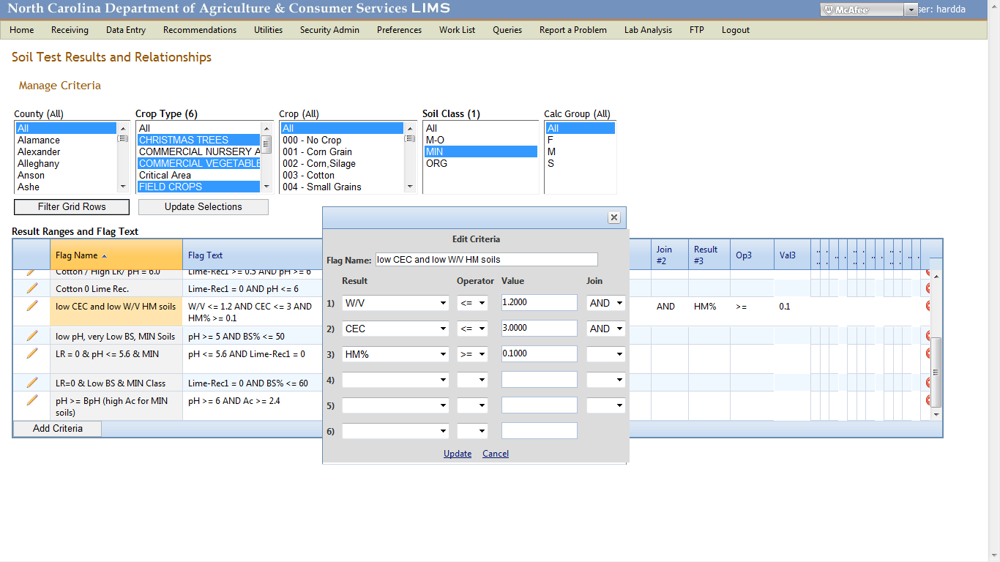 North Carolina Department of Agriculture & Consumer Services LIMS
McAfee
ser: hardda
Home Receiving Data Entry Recommendations Utilities Security Admin Preferences Work List Queries Report a Problem Lab Analysis FTP Logout
Soil Test Results and Relationships
Manage Criteria
County (All)
All
Alamance
Alexander
Alleghany
Anson
Ashe
Crop Type (6)
All
CHRISTMAS TREES
COMMERCIAL NURSERY A
COMMERCIAL VEGETABLE
Critical Area
FIELD CROPS
Crop (All)
All
000 - No Crop
001 - Corn Grain
002 - Corn,Silage
003 - Cotton
004 - Small Grains
Soil Class (1)
All
M-O
MIN
ORG
Calc Group (All)
All
F
M
S
Filter Grid Rows Update Selections
Result Ranges and Flag Text
Flag Name Flag Text Join #2 Result #3 Op3 Val3
Cotton / High LR/ pH = 6.0 Lime-Rec1 >= 0.5 AND pH >= 6
Cotton 0 Lime Rec. Lime-Rec1 = 0 AND pH <= 6
low CEC and low W/V HM soils W/V <= 1.2 AND CEC <= 3 AND HM% >= 0.1 AND HM% >= 0.1
low pH, very Low BS, MIN Soils pH >= 5 AND BS% <= 50
LR = 0 & pH <= 5.6 & MIN pH <= 5.6 AND Lime-Rec1 = 0
LR=0 & Low BS & MIN Class Lime-Rec1 = 0 AND BS% <= 60
pH >= BpH (high Ac for MIN soils) pH >= 6 AND Ac >= 2.4
Add Criteria
Edit Criteria
Flag Name: low CEC and low W/V HM soils
Result Operator Value Join
1) W/V <= 1.2000 AND
2) CEC <= 3.0000 AND
3) HM% >= 0.1000
4)
5)
6)
Update Cancel